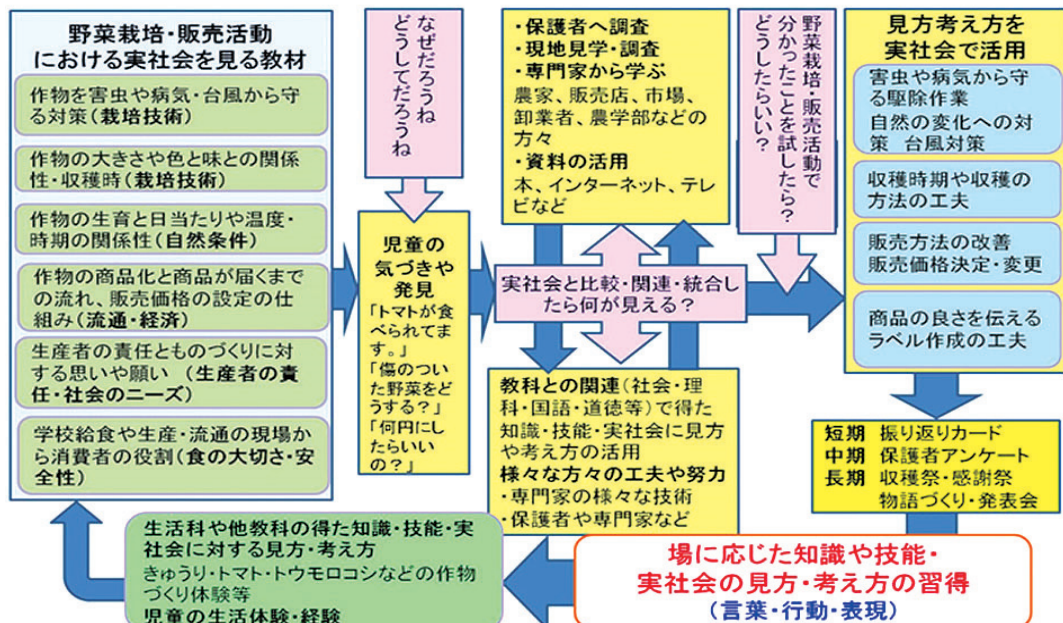 野菜栽培・販売活動
における実社会を見る教材
作物を害虫や病気・台風から守
る対策（栽培技術）
作物の大きさや色と味との関係
性・収穫時（栽培技術）
作物の生育と日当たりや温度・
時期の関係性（自然条件）
作物の商品化と商品が届くまで
の流れ、販売価格の設定の仕
組み（流通・経済）
生産者の責任とものづくりに対
する思いや願い （生産者の責
任・社会のニーズ）
学校給食や生産・流通の現場か
ら消費者の役割（食の大切さ・安
全性）
なぜだろうね
どうしてだろうね
児童の
気づきや
発見
「トマトが食
べられてま
す。」
「傷のつい
た野菜をど
うする？」
「何円にし
たらいい
の？」
・保護者へ調査
・現地見学・調査
・専門家から学ぶ
農家、販売店、市場、
卸業者、農学部などの
方々
・資料の活用
本、インターネット、テレ
ビなど
実社会と比較・関連・統合し
たら何が見える？
教科との関連（社会・理
科・国語・道徳等）で得た
知識・技能・実社会に見方
や考え方の活用
様々な方々の工夫や努力
・専門家の様々な技術
・保護者や専門家など
野菜栽培・販売活動で
分かったことを試したら？
どうしたらいい？
見方考え方を
実社会で活用
害虫や病気から守
る駆除作業
自然の変化への対
策 台風対策
収穫時期や収穫の
方法の工夫
販売方法の改善
販売価格決定・変更
商品の良さを伝える
ラベル作成の工夫
短期 振り返りカード
中期 保護者アンケート
長期 収穫祭・感謝祭
物語づくり・発表会
場に応じた知識や技能・
実社会の見方・考え方の習得
（言葉・行動・表現）
生活科や他教科の得た知識・技能・実
社会に対する見方・考え方
きゅうり・トマト・トウモロコシなどの作物
づくり体験等
児童の生活体験・経験